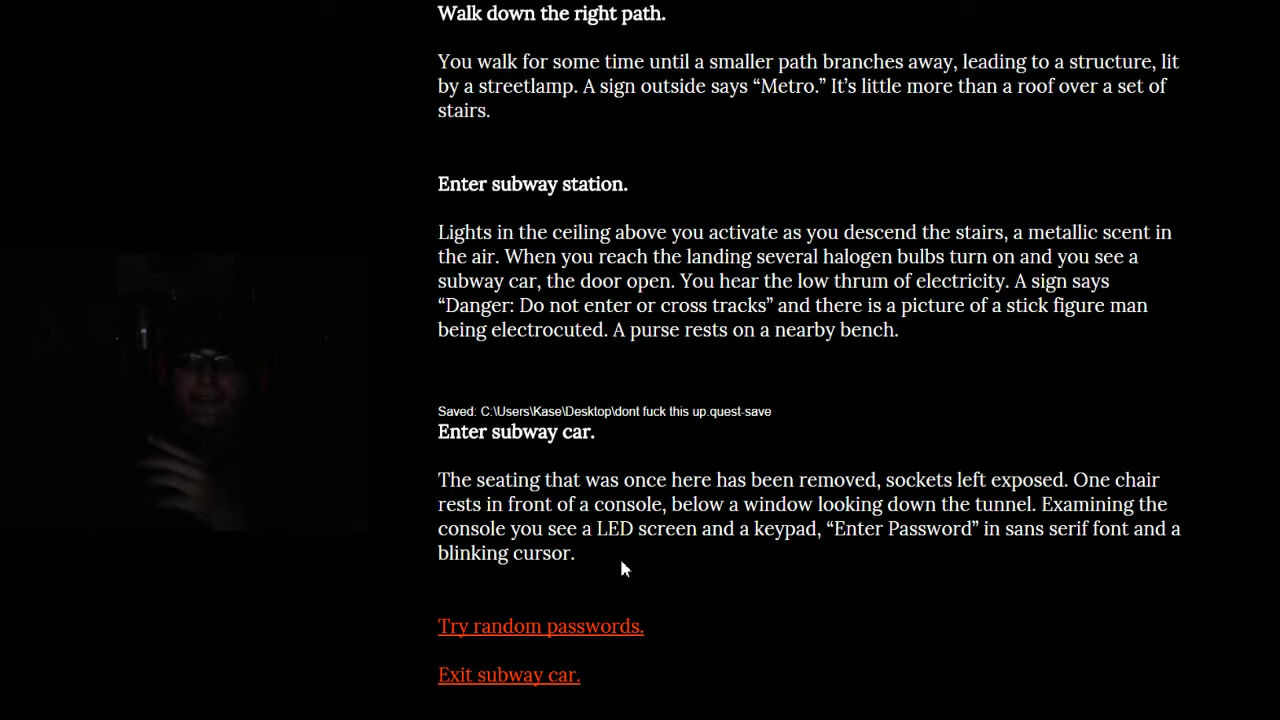 Walk down the right path.
You walk for some time until a smaller path branches away, leading to a structure, lit
by a streetlamp. A sign outside says “Metro.” It’s little more than a roof over a set of
stairs.
Enter subway station.
Lights in the ceiling above you activate as you descend the stairs, a metallic scent in
the air. When you reach the landing several halogen bulbs turn on and you see a
subway car, the door open. You hear the low thrum of electricity. A sign says
“Danger: Do not enter or cross tracks” and there is a picture of a stick figure man
being electrocuted. A purse rests on a nearby bench.
Saved: C:\Users\Kase\Desktop\dont fuck this up.quest-save
Enter subway car.
The seating that was once here has been removed, sockets left exposed. One chair
rests in front of a console, below a window looking down the tunnel. Examining the
console you see a LED screen and a keypad, “Enter Password” in sans serif font and a
blinking cursor.
Try random passwords.
Exit subway car.